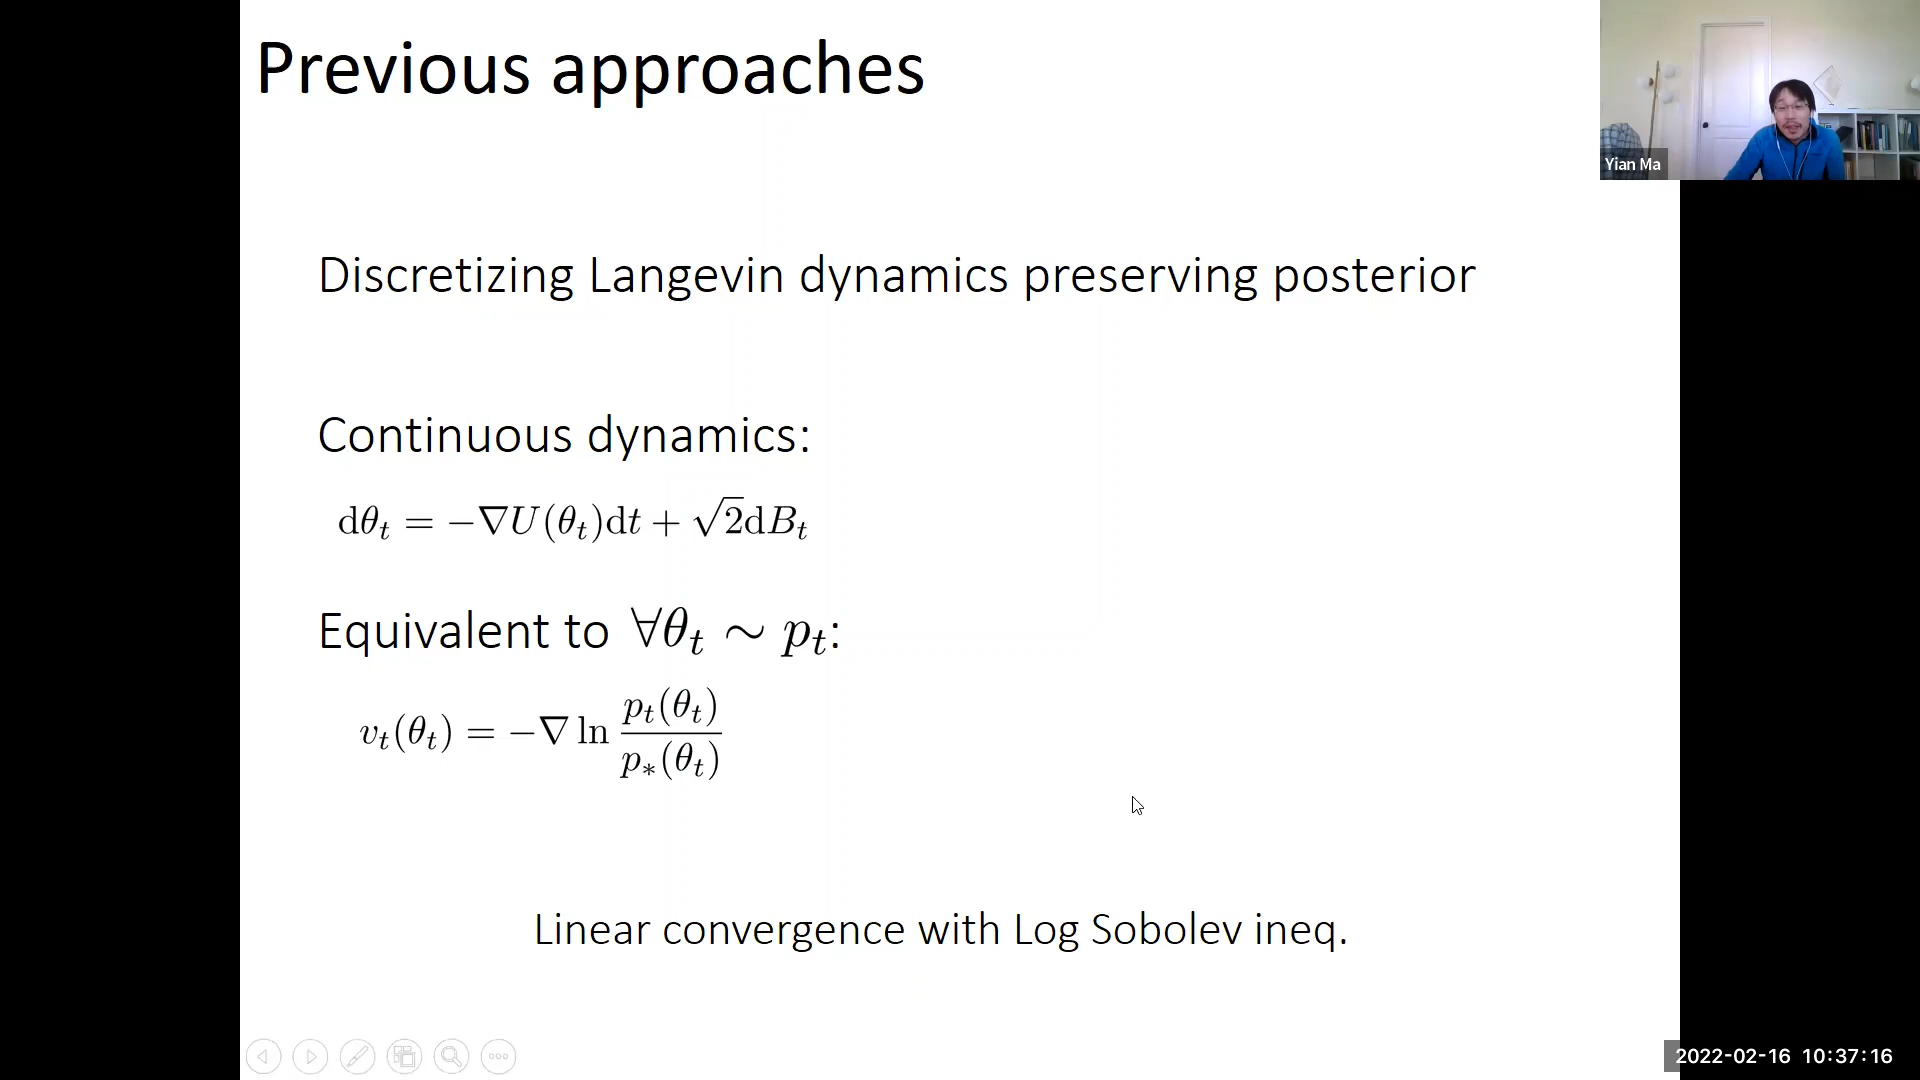 Previous approaches
Yian Ma
Discretizing Langevin dynamics preserving posterior
Continuous dynamics:
dθ_t = −∇U(θ_t)dt + √2dB_t
Equivalent to ∀θ_t ∼ p_t:
v_t(θ_t) = −∇ ln p_t(θ_t) / p_*(θ_t)
Linear convergence with Log Sobolev ineq.
2022-02-16 10:37:16